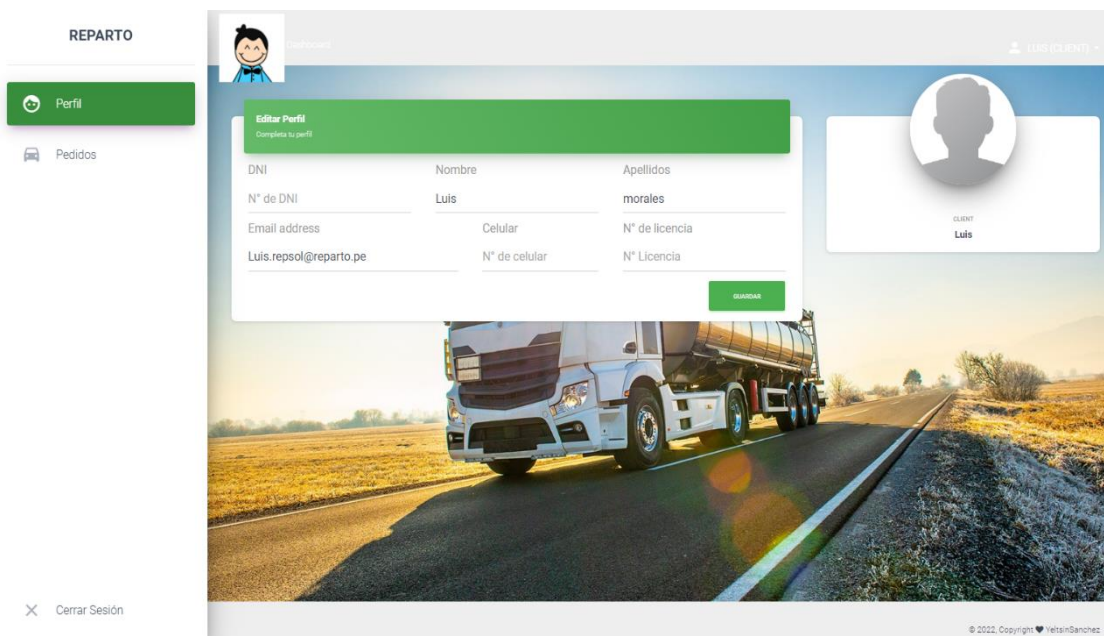 REPARTO
Dashboard
LUIS (CLIENT)
Perfil
Pedidos
Editar Perfil
Completa tu perfil
DNI Nombre Apellidos
N° de DNI Luis morales
Email address Celular N° de licencia
Luis.repsol@reparto.pe N° de celular N° Licencia
GUARDAR
CLIENT
Luis
Cerrar Sesión
© 2022, Copyright ♥ YeltsinSanchez